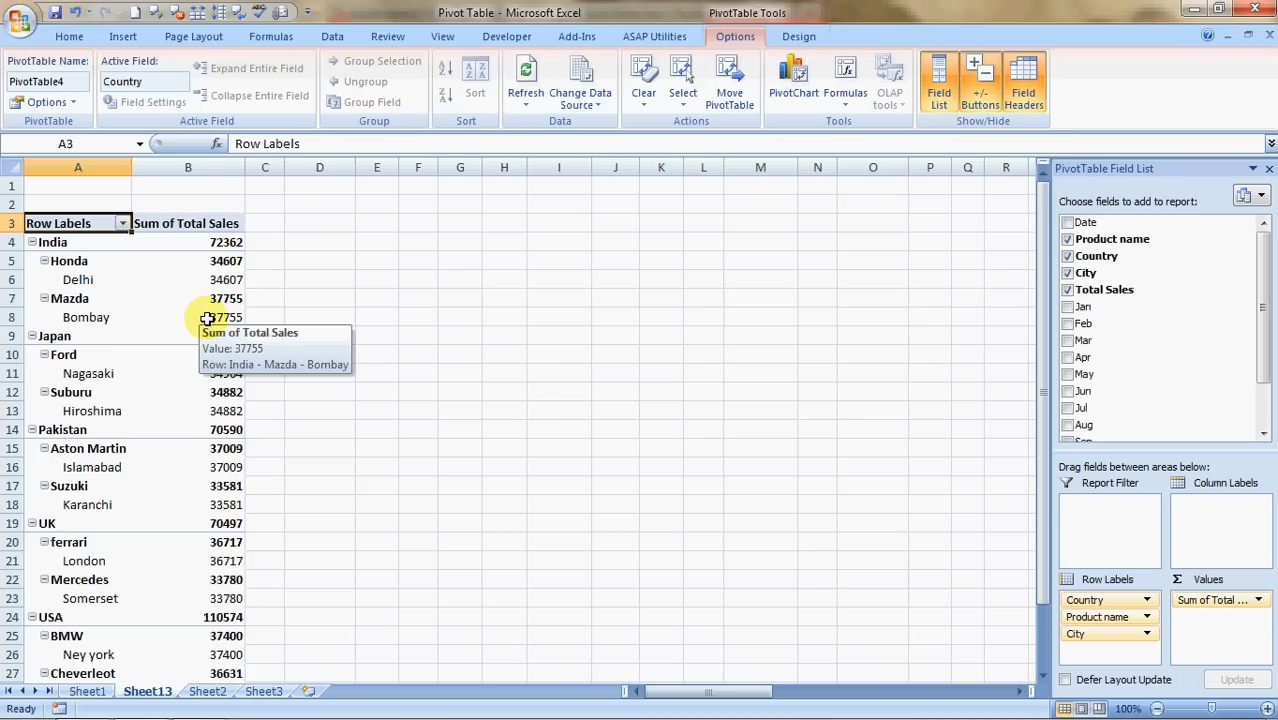 Pivot Table - Microsoft Excel
PivotTable Tools
Home Insert Page Layout Formulas Data Review View Developer Add-Ins ASAP Utilities Options Design
PivotTable Name:
PivotTable4
Options
PivotTable
Active Field:
Country
Field Settings
Expand Entire Field
Collapse Entire Field
Active Field
Group Selection
Ungroup
Group Field
Group
Sort
Sort
Refresh
Change Data
Source
Data
Clear
Select
Move
PivotTable
Actions
PivotChart
Formulas
OLAP
tools
Tools
Field
List
+/-
Buttons
Field
Headers
Show/Hide
A3
fx
Row Labels
A B C D E F G H I J K L M N O P Q R
1
2
3 Row Labels Sum of Total Sales
4 India 72362
5 Honda 34607
6 Delhi 34607
7 Mazda 37755
8 Bombay 37755
9 Japan
10 Ford
11 Nagasaki
12 Suburu 34882
13 Hiroshima 34882
14 Pakistan 70590
15 Aston Martin 37009
16 Islamabad 37009
17 Suzuki 33581
18 Karanchi 33581
19 UK 70497
20 ferrari 36717
21 London 36717
22 Mercedes 33780
23 Somerset 33780
24 USA 110574
25 BMW 37400
26 Ney york 37400
27 Cheverleot 36631
Sum of Total Sales
Value: 37755
Row: India - Mazda - Bombay
PivotTable Field List
Choose fields to add to report:
Date
Product name
Country
City
Total Sales
Jan
Feb
Mar
Apr
May
Jun
Jul
Aug
Drag fields between areas below:
Report Filter
Column Labels
Row Labels
Σ Values
Country
Product name
City
Sum of Total ...
Defer Layout Update
Update
Sheet1 Sheet13 Sheet2 Sheet3
Ready
100%